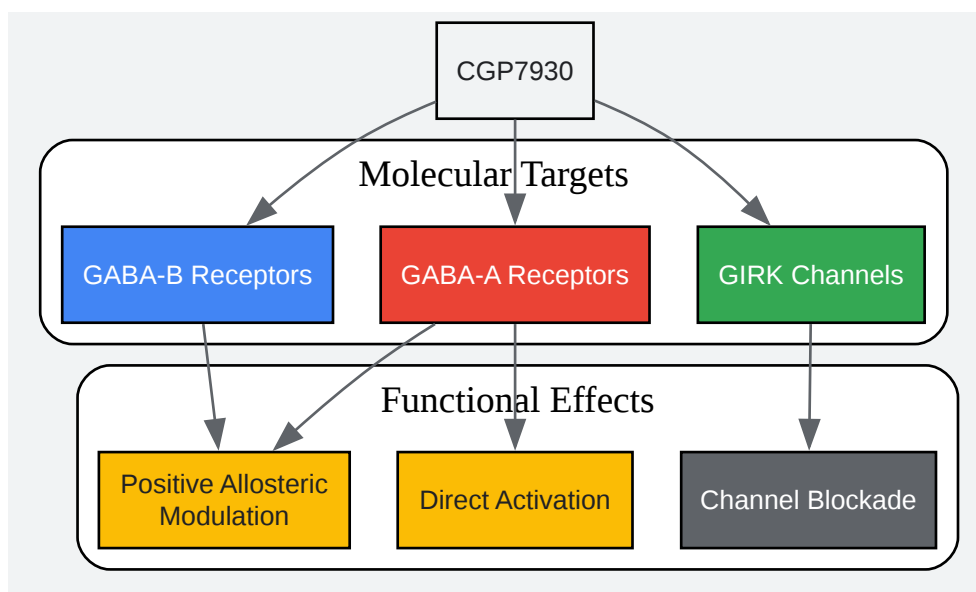 CGP7930
Molecular Targets
GABA-B Receptors
GABA-A Receptors
GIRK Channels
Functional Effects
Positive Allosteric
Modulation
Direct Activation
Channel Blockade